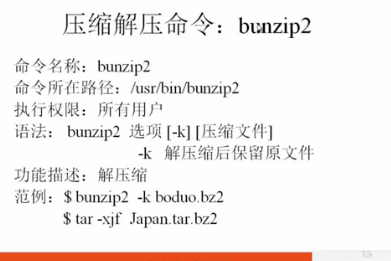 压缩解压命令：bunzip2
命令名称：bunzip2
命令所在路径：/usr/bin/bunzip2
执行权限：所有用户
语法： bunzip2 选项 [-k] [压缩文件]
-k 解压缩后保留原文件
功能描述：解压缩
范例：$ bunzip2 -k boduo.bz2
$ tar -xjf Japan.tar.bz2